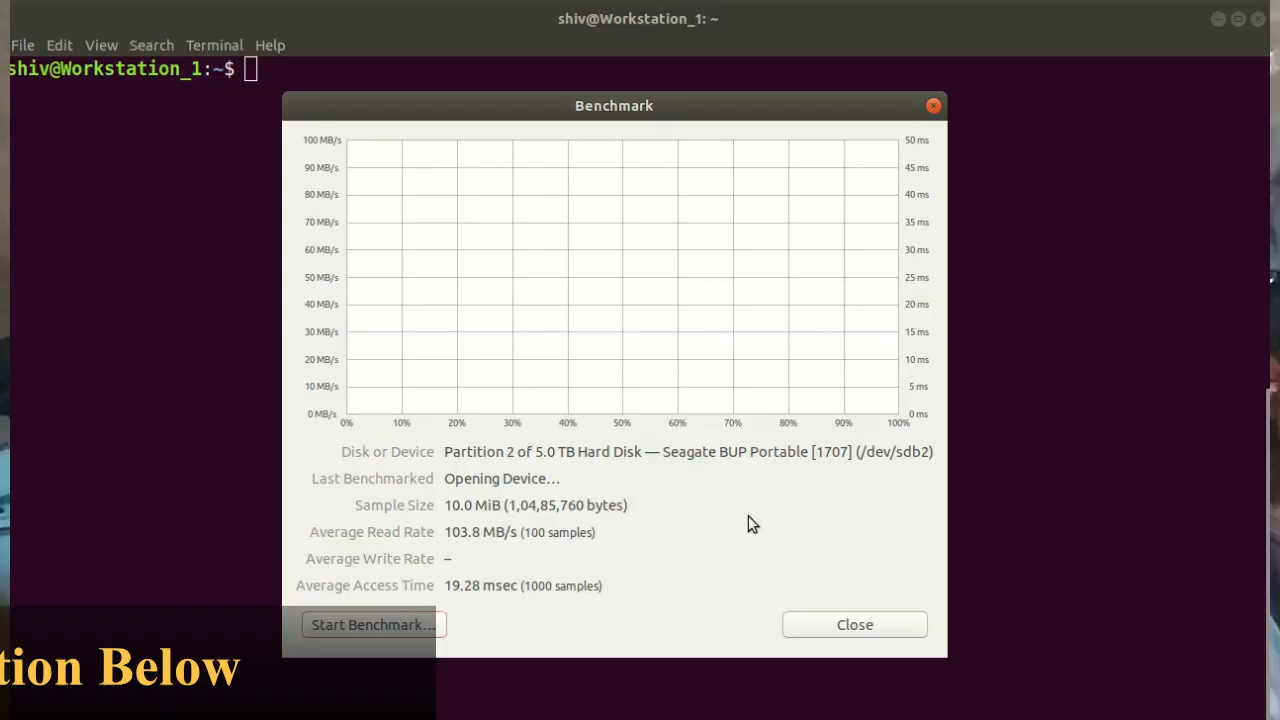 shiv@Workstation_1: ~
File Edit View Search Terminal Help
shiv@Workstation_1:~$
Benchmark
100 MB/s 50 ms
90 MB/s 45 ms
80 MB/s 40 ms
70 MB/s 35 ms
60 MB/s 30 ms
50 MB/s 25 ms
40 MB/s 20 ms
30 MB/s 15 ms
20 MB/s 10 ms
10 MB/s 5 ms
0 MB/s 0 ms
0% 10% 20% 30% 40% 50% 60% 70% 80% 90% 100%
Disk or Device Partition 2 of 5.0 TB Hard Disk — Seagate BUP Portable [1707] (/dev/sdb2)
Last Benchmarked Opening Device…
Sample Size 10.0 MiB (1,04,85,760 bytes)
Average Read Rate 103.8 MB/s (100 samples)
Average Write Rate –
Average Access Time 19.28 msec (1000 samples)
Start Benchmark… Close
tion Below